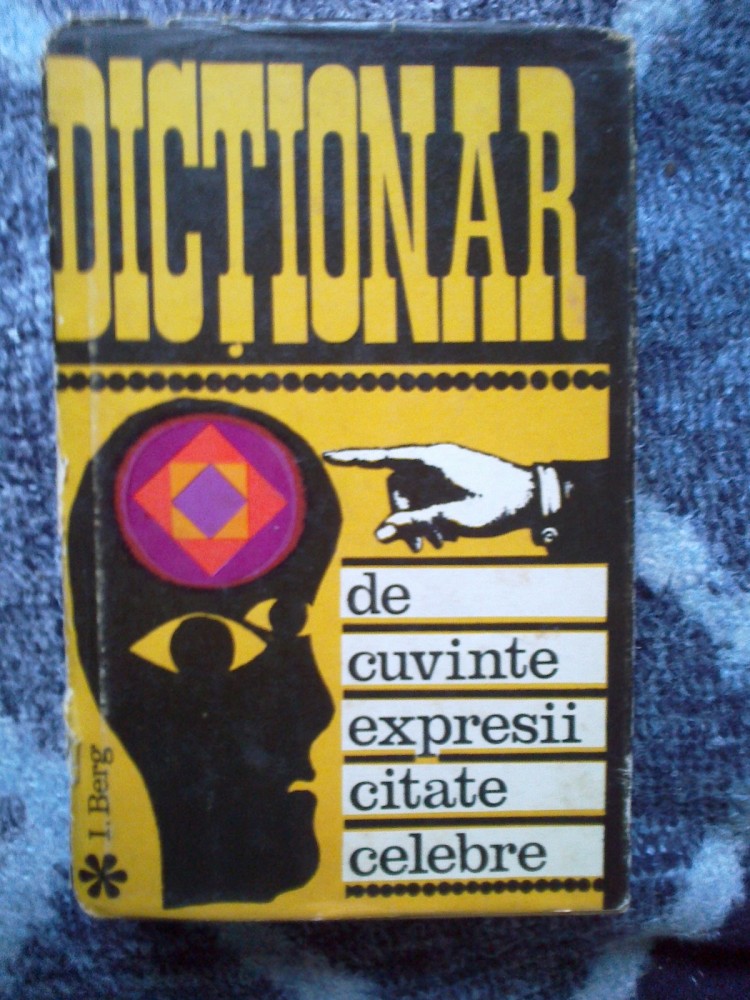 DICȚIONAR
de
cuvinte
expresii
citate
celebre
I. Berg